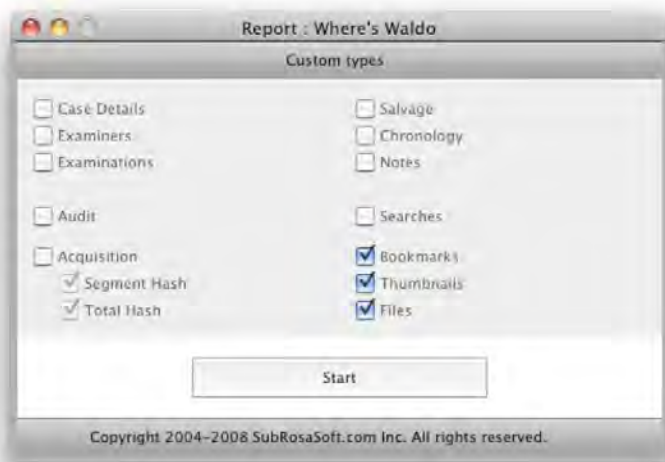 Report : Where's Waldo
Custom types
Case Details
Examiners
Examinations
Audit
Acquisition
Segment Hash
Total Hash
Salvage
Chronology
Notes
Searches
Bookmarks
Thumbnails
Files
Start
Copyright 2004-2008 SubRosaSoft.com Inc. All rights reserved.